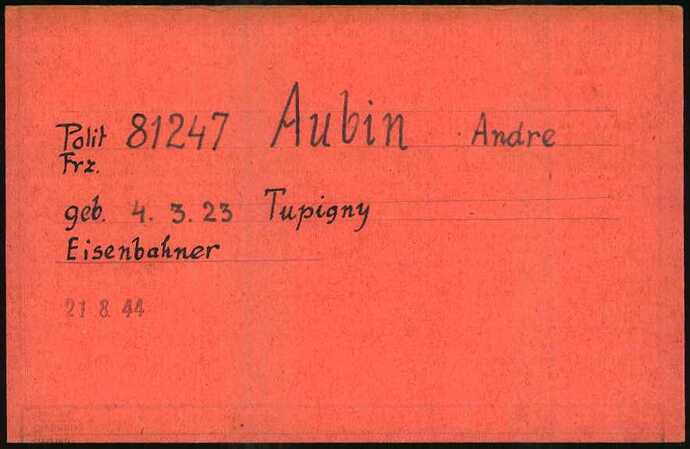 Polit 81247 Aubin Andre
Frz.
geb. 4. 3. 23 Tupigny
Eisenbahner
21 8. 44